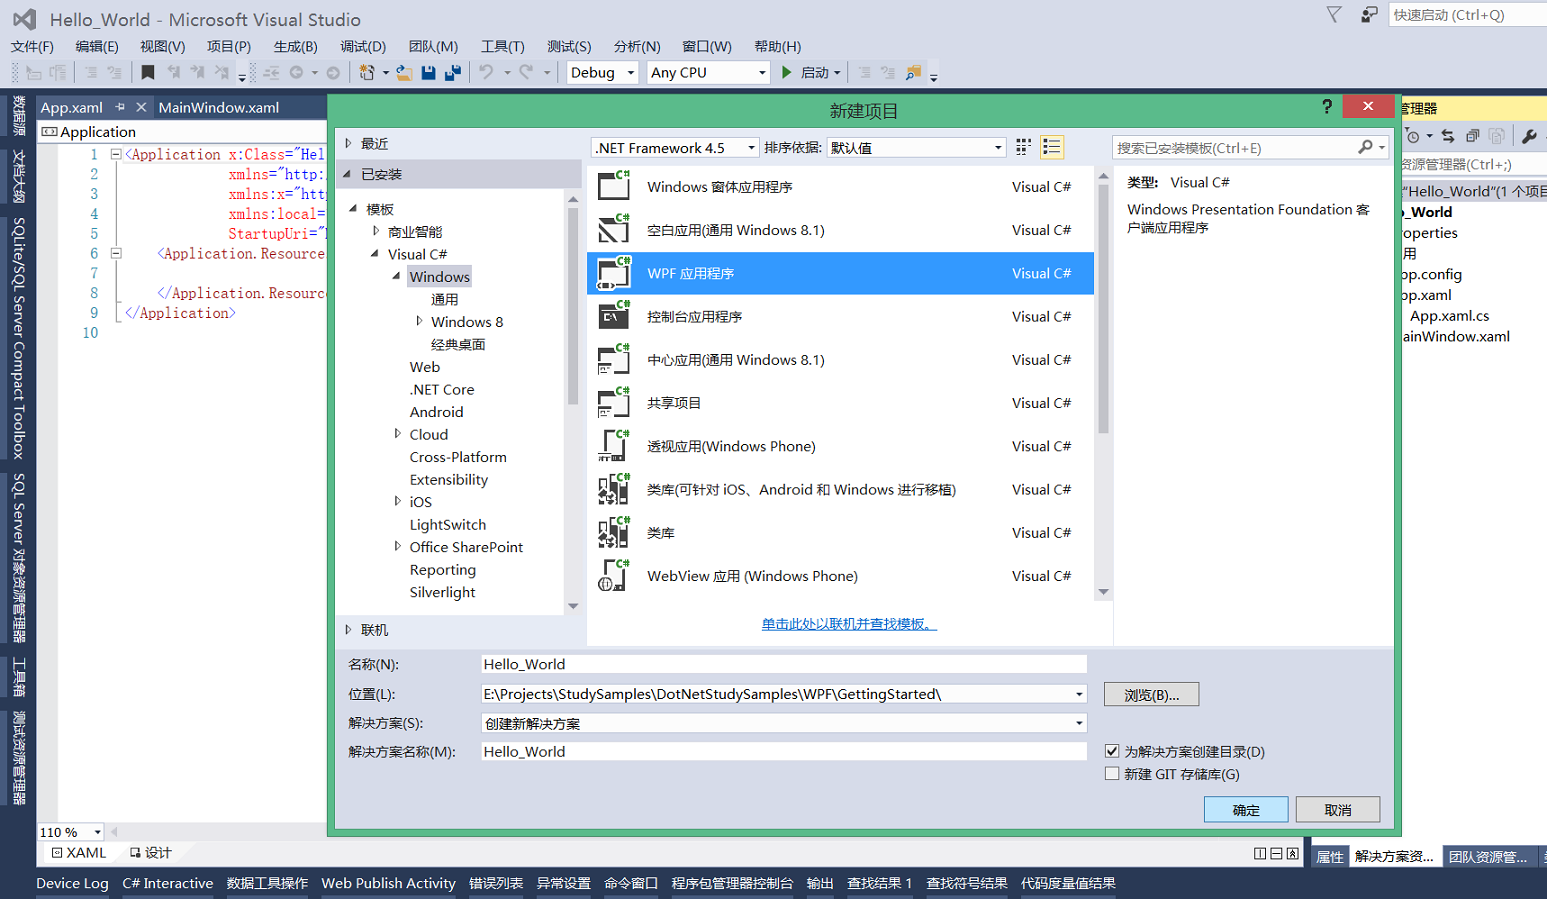 Hello_World - Microsoft Visual Studio
快速启动 (Ctrl+Q)
文件(F) 编辑(E) 视图(V) 项目(P) 生成(B) 调试(D) 团队(M) 工具(T) 测试(S) 分析(N) 窗口(W) 帮助(H)
Debug Any CPU 启动
数据源
文档大纲
SQLite/SQL Server Compact Toolbox
SQL Server 对象资源管理器
工具箱
测试资源管理器
App.xaml MainWindow.xaml
Application
1 <Application x:Class="Hel
2 xmlns="http:
3 xmlns:x="htt
4 xmlns:local=
5 StartupUri="
6 <Application.Resource
7
8 </Application.Resourc
9 </Application>
10
110 %
XAML 设计
新建项目 ?
最近
已安装
模板
商业智能
Visual C#
Windows
通用
Windows 8
经典桌面
Web
.NET Core
Android
Cloud
Cross-Platform
Extensibility
iOS
LightSwitch
Office SharePoint
Reporting
Silverlight
联机
.NET Framework 4.5 排序依据: 默认值
搜索已安装模板(Ctrl+E)
Windows 窗体应用程序 Visual C#
空白应用(通用 Windows 8.1) Visual C#
WPF 应用程序 Visual C#
控制台应用程序 Visual C#
中心应用(通用 Windows 8.1) Visual C#
共享项目 Visual C#
透视应用(Windows Phone) Visual C#
类库(可针对 iOS、Android 和 Windows 进行移植) Visual C#
类库 Visual C#
WebView 应用 (Windows Phone) Visual C#
单击此处以联机并查找模板。
类型: Visual C#
Windows Presentation Foundation 客
户端应用程序
名称(N): Hello_World
位置(L): E:\Projects\StudySamples\DotNetStudySamples\WPF\GettingStarted\ 浏览(B)...
解决方案(S): 创建新解决方案
解决方案名称(M): Hello_World
为解决方案创建目录(D)
新建 GIT 存储库(G)
确定 取消
管理器
资源管理器(Ctrl+;)
"Hello_World"(1 个项目
o_World
roperties
用
pp.config
pp.xaml
App.xaml.cs
ainWindow.xaml
属性 解决方案资... 团队资源管...
Device Log C# Interactive 数据工具操作 Web Publish Activity 错误列表 异常设置 命令窗口 程序包管理器控制台 输出 查找结果 1 查找符号结果 代码度量值结果